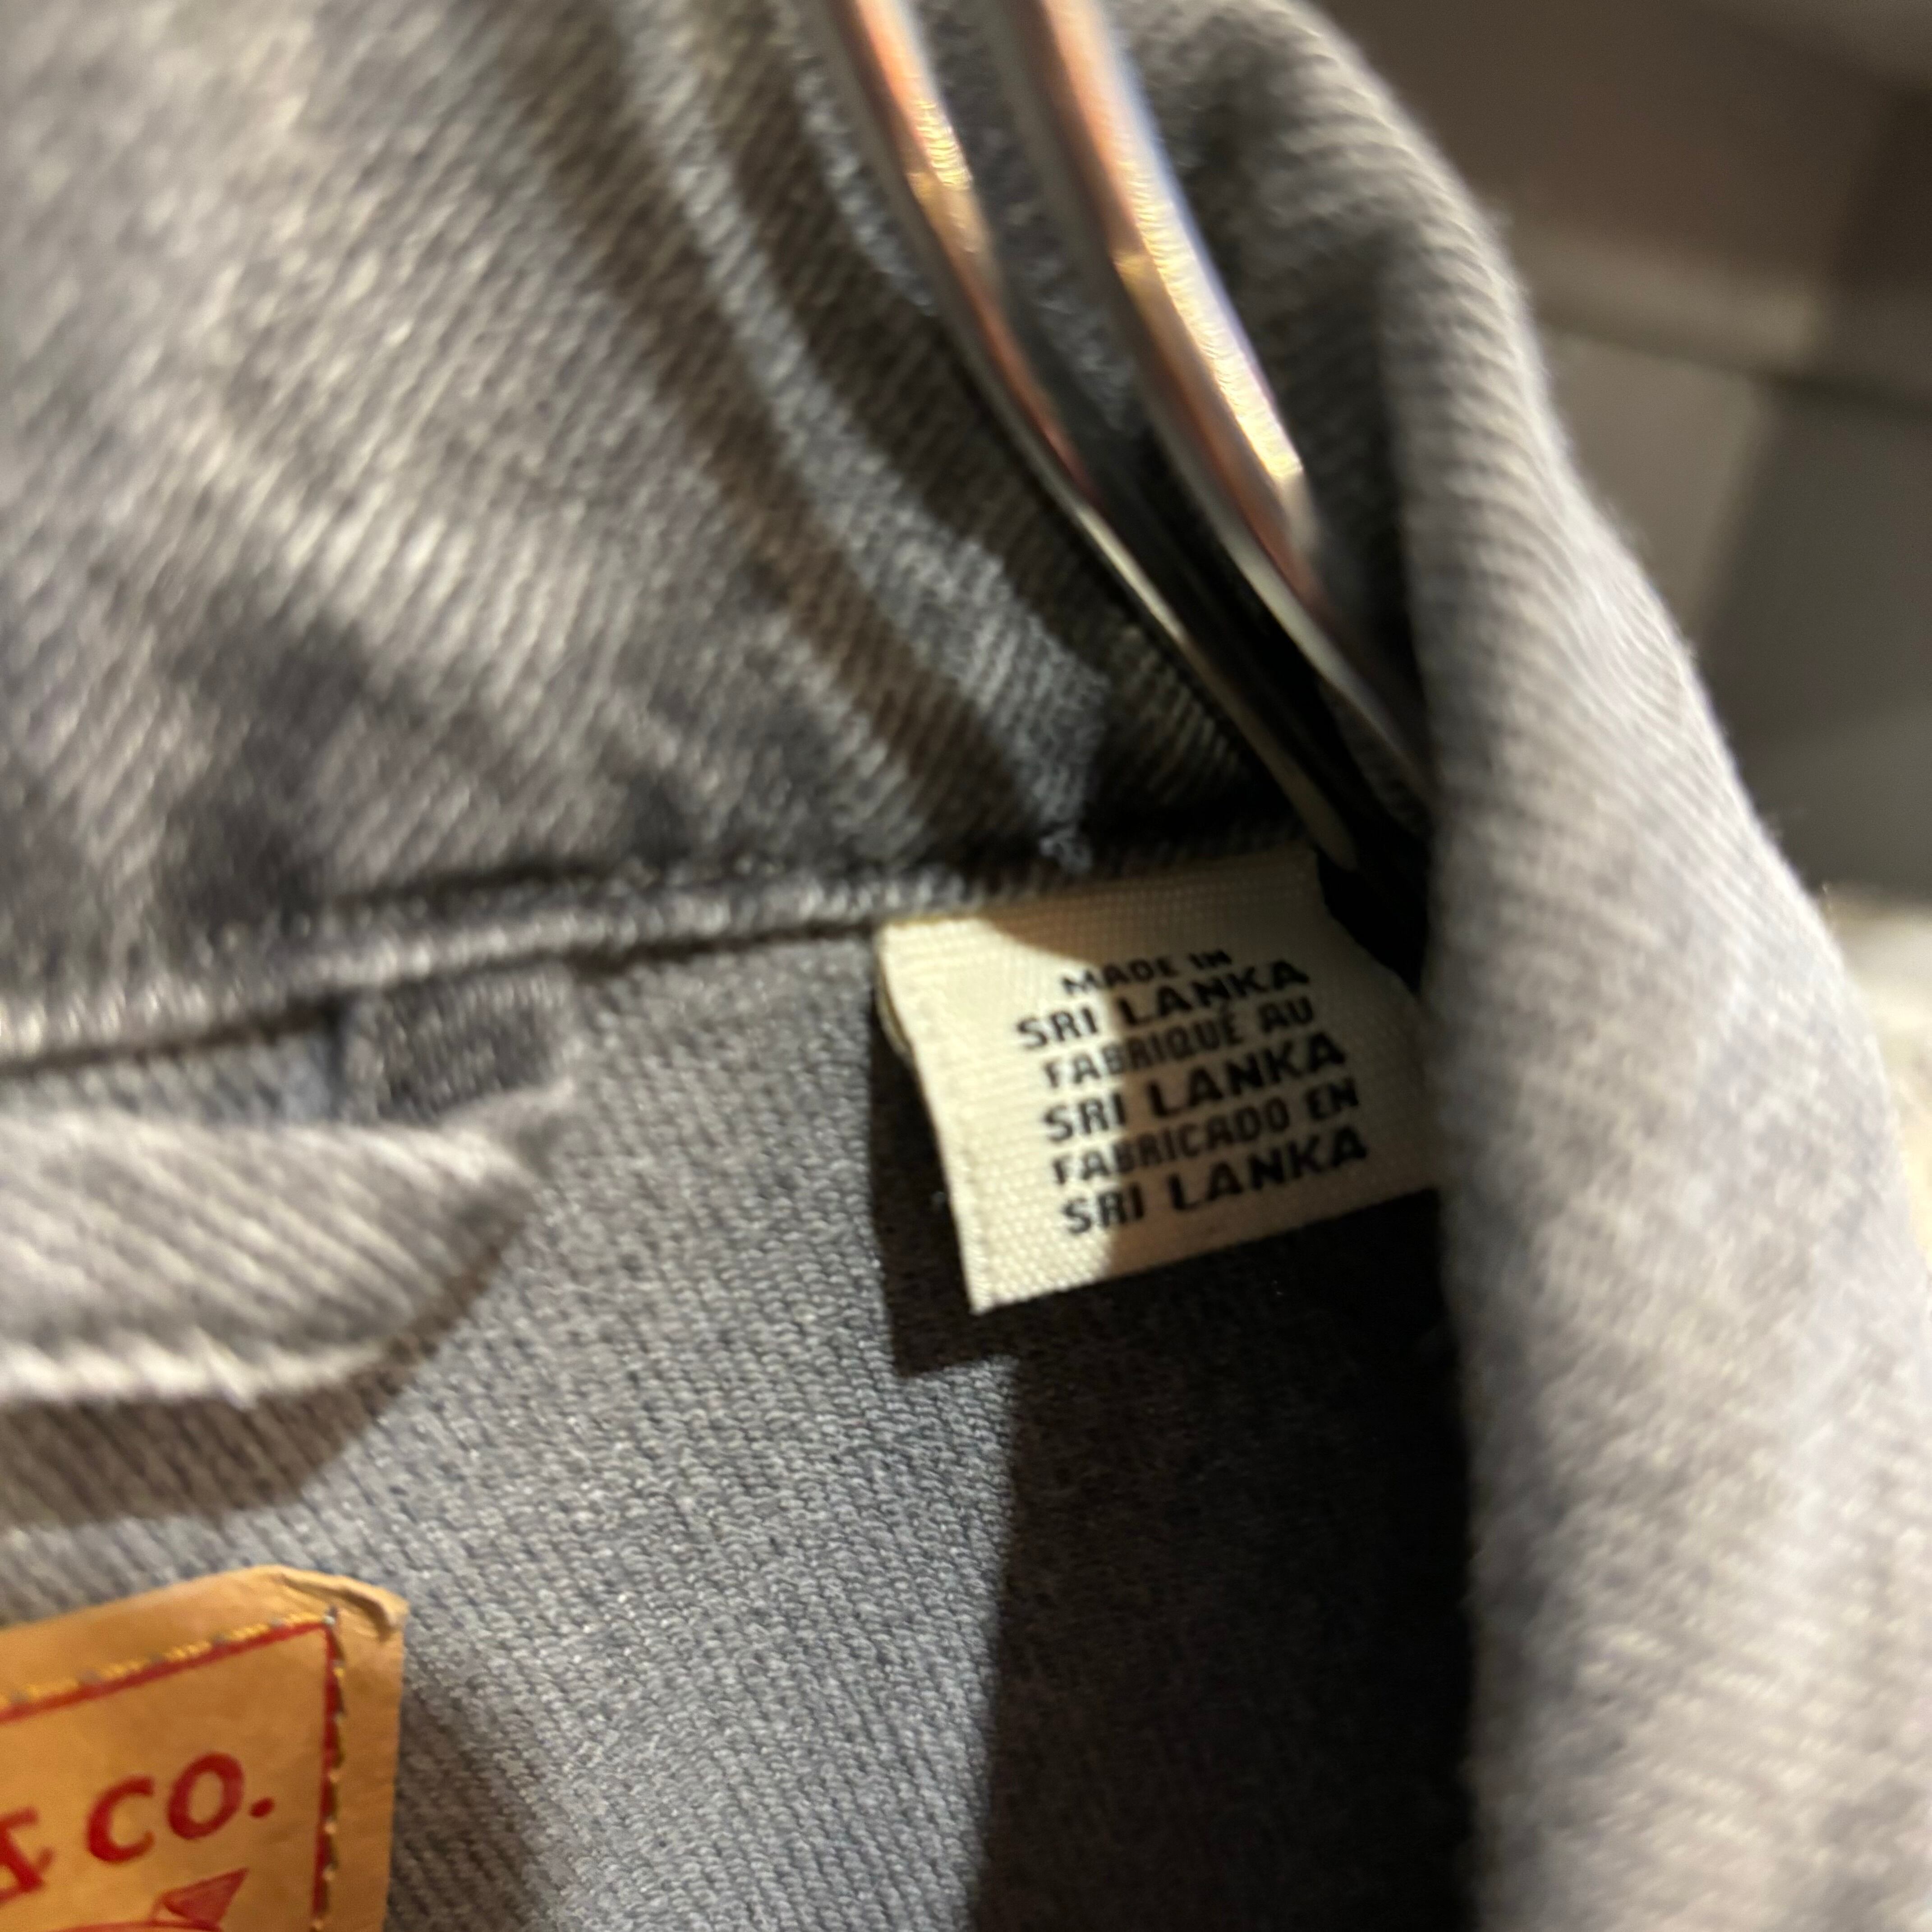 MADE IN
SRI LANKA
FABRIQUÉ AU
SRI LANKA
FABRICADO EN
SRI LANKA
& CO.